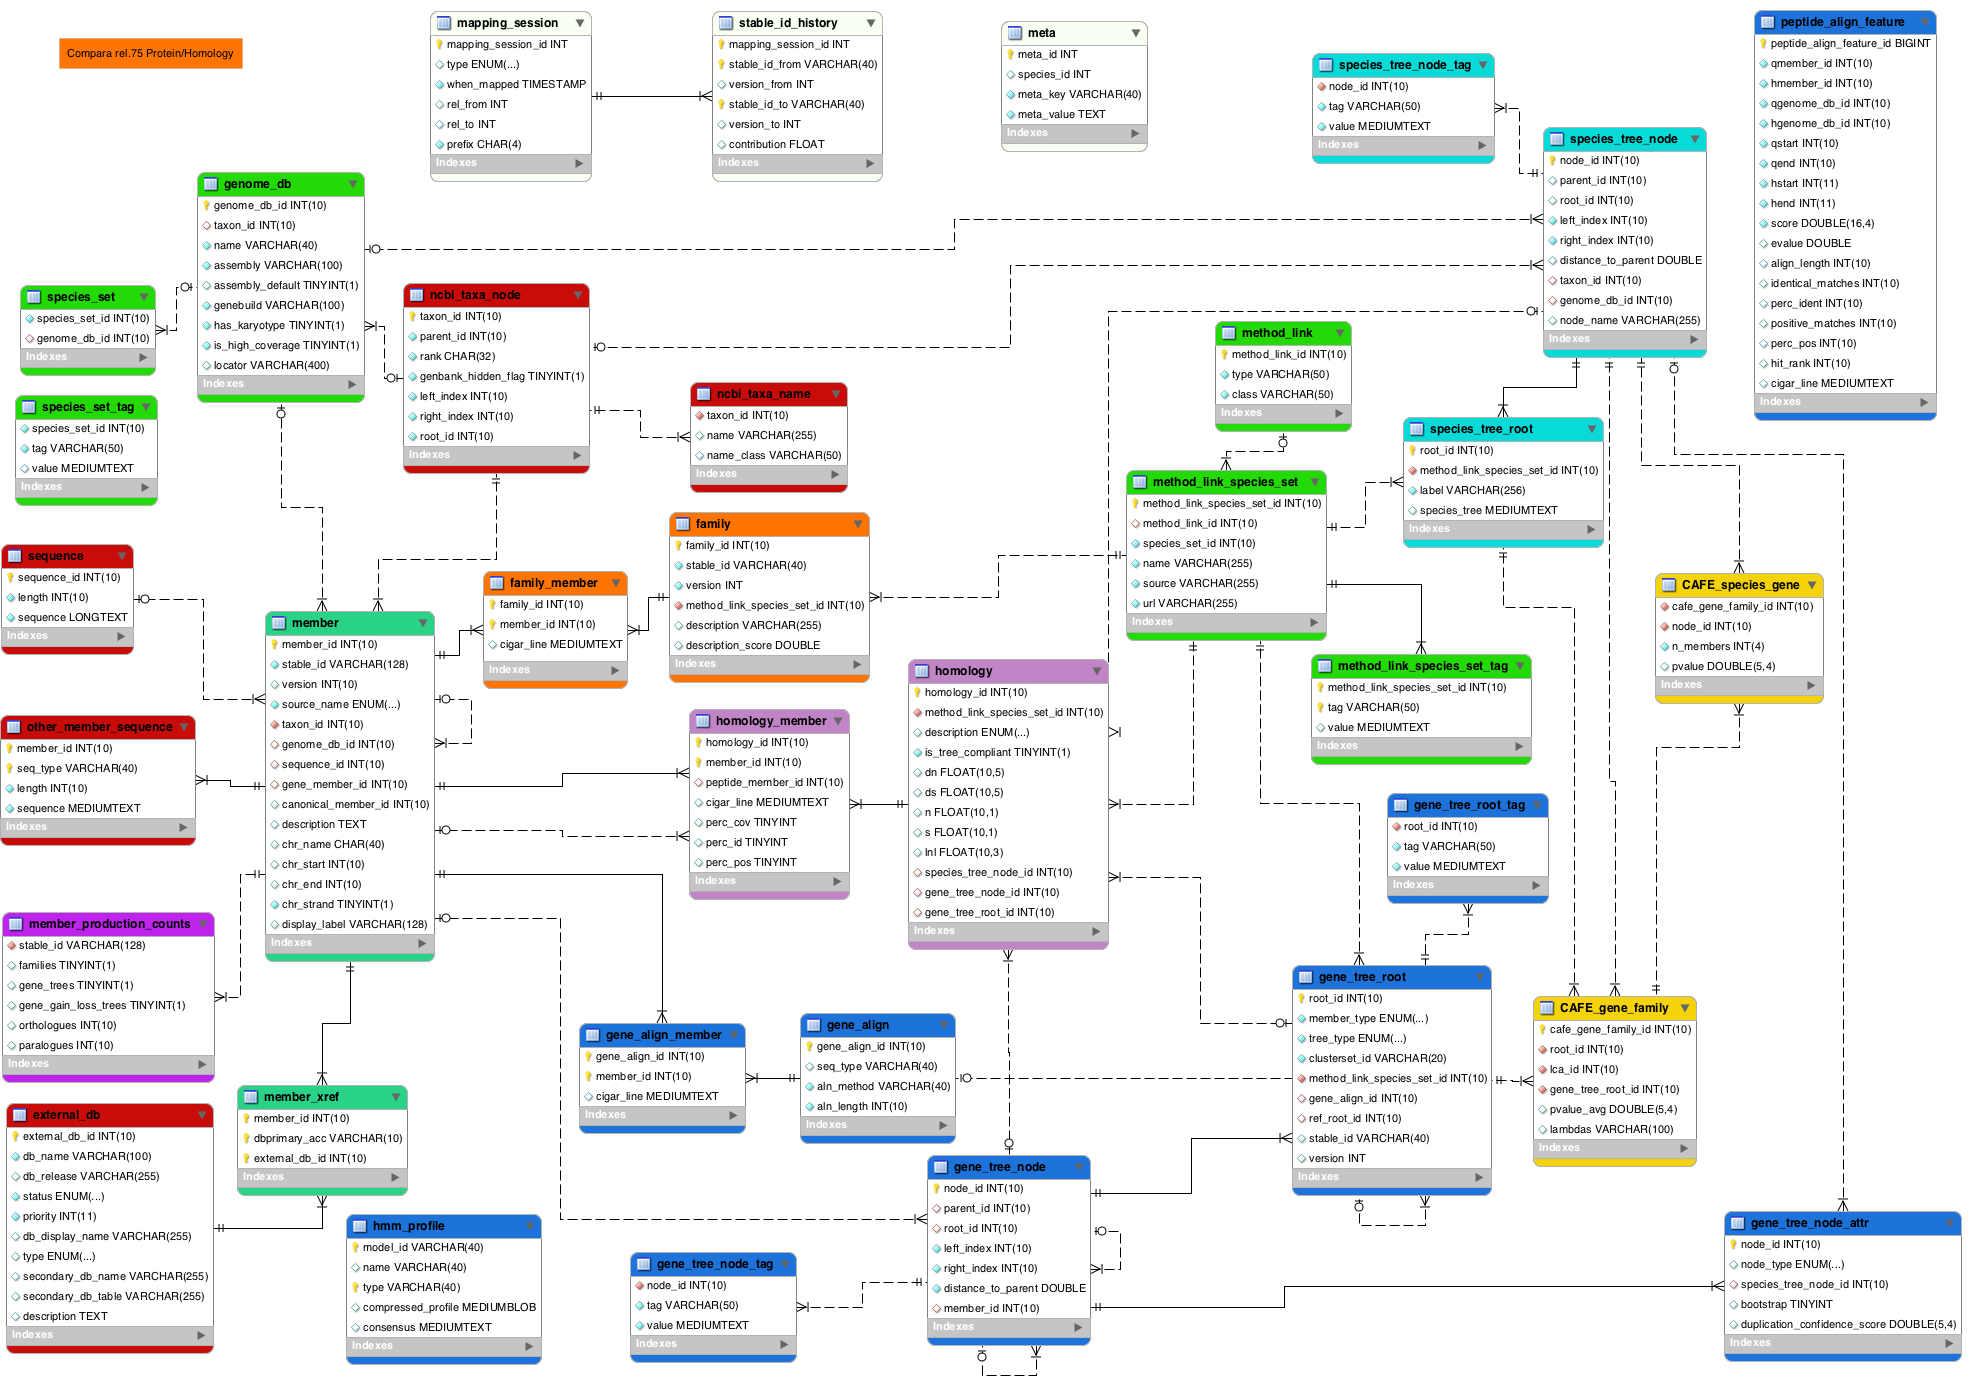 Compara rel.75 Protein/Homology
mapping_session
mapping_session_id INT
type ENUM(...)
when_mapped TIMESTAMP
rel_from INT
rel_to INT
prefix CHAR(4)
Indexes
stable_id_history
mapping_session_id INT
stable_id_from VARCHAR(40)
version_from INT
stable_id_to VARCHAR(40)
version_to INT
contribution FLOAT
Indexes
meta
meta_id INT
species_id INT
meta_key VARCHAR(40)
meta_value TEXT
Indexes
species_tree_node_tag
node_id INT(10)
tag VARCHAR(50)
value MEDIUMTEXT
Indexes
species_tree_node
node_id INT(10)
parent_id INT(10)
root_id INT(10)
left_index INT(10)
right_index INT(10)
distance_to_parent DOUBLE
taxon_id INT(10)
genome_db_id INT(10)
node_name VARCHAR(255)
Indexes
peptide_align_feature
peptide_align_feature_id BIGINT
qmember_id INT(10)
hmember_id INT(10)
qgenome_db_id INT(10)
hgenome_db_id INT(10)
qstart INT(10)
qend INT(10)
hstart INT(11)
hend INT(11)
score DOUBLE(16,4)
evalue DOUBLE
align_length INT(10)
identical_matches INT(10)
perc_ident INT(10)
positive_matches INT(10)
perc_pos INT(10)
hit_rank INT(10)
cigar_line MEDIUMTEXT
Indexes
genome_db
genome_db_id INT(10)
taxon_id INT(10)
name VARCHAR(40)
assembly VARCHAR(100)
assembly_default TINYINT(1)
genebuild VARCHAR(100)
has_karyotype TINYINT(1)
is_high_coverage TINYINT(1)
locator VARCHAR(400)
Indexes
species_set
species_set_id INT(10)
genome_db_id INT(10)
Indexes
species_set_tag
species_set_id INT(10)
tag VARCHAR(50)
value MEDIUMTEXT
Indexes
ncbi_taxa_node
taxon_id INT(10)
parent_id INT(10)
rank CHAR(32)
genbank_hidden_flag TINYINT(1)
left_index INT(10)
right_index INT(10)
root_id INT(10)
Indexes
ncbi_taxa_name
taxon_id INT(10)
name VARCHAR(255)
name_class VARCHAR(50)
Indexes
method_link
method_link_id INT(10)
type VARCHAR(50)
class VARCHAR(50)
Indexes
method_link_species_set
method_link_species_set_id INT(10)
method_link_id INT(10)
species_set_id INT(10)
name VARCHAR(255)
source VARCHAR(255)
url VARCHAR(255)
Indexes
species_tree_root
root_id INT(10)
method_link_species_set_id INT(10)
label VARCHAR(256)
species_tree MEDIUMTEXT
Indexes
sequence
sequence_id INT(10)
length INT(10)
sequence LONGTEXT
Indexes
family
family_id INT(10)
stable_id VARCHAR(40)
version INT
method_link_species_set_id INT(10)
description VARCHAR(255)
description_score DOUBLE
Indexes
family_member
family_id INT(10)
member_id INT(10)
cigar_line MEDIUMTEXT
Indexes
CAFE_species_gene
cafe_gene_family_id INT(10)
node_id INT(10)
n_members INT(4)
pvalue DOUBLE(5,4)
Indexes
member
member_id INT(10)
stable_id VARCHAR(128)
version INT(10)
source_name ENUM(...)
taxon_id INT(10)
genome_db_id INT(10)
sequence_id INT(10)
gene_member_id INT(10)
canonical_member_id INT(10)
description TEXT
chr_name CHAR(40)
chr_start INT(10)
chr_end INT(10)
chr_strand TINYINT(1)
display_label VARCHAR(128)
Indexes
method_link_species_set_tag
method_link_species_set_id INT(10)
tag VARCHAR(50)
value MEDIUMTEXT
Indexes
homology
homology_id INT(10)
method_link_species_set_id INT(10)
description ENUM(...)
is_tree_compliant TINYINT(1)
dn FLOAT(10,5)
ds FLOAT(10,5)
n FLOAT(10,1)
s FLOAT(10,1)
lnl FLOAT(10,3)
species_tree_node_id INT(10)
gene_tree_node_id INT(10)
gene_tree_root_id INT(10)
Indexes
homology_member
homology_id INT(10)
member_id INT(10)
peptide_member_id INT(10)
cigar_line MEDIUMTEXT
perc_cov TINYINT
perc_id TINYINT
perc_pos TINYINT
Indexes
other_member_sequence
member_id INT(10)
seq_type VARCHAR(40)
length INT(10)
sequence MEDIUMTEXT
Indexes
gene_tree_root_tag
root_id INT(10)
tag VARCHAR(50)
value MEDIUMTEXT
Indexes
member_production_counts
stable_id VARCHAR(128)
families TINYINT(1)
gene_trees TINYINT(1)
gene_gain_loss_trees TINYINT(1)
orthologues INT(10)
paralogues INT(10)
Indexes
gene_tree_root
root_id INT(10)
member_type ENUM(...)
tree_type ENUM(...)
clusterset_id VARCHAR(20)
method_link_species_set_id INT(10)
gene_align_id INT(10)
ref_root_id INT(10)
stable_id VARCHAR(40)
version INT
Indexes
CAFE_gene_family
cafe_gene_family_id INT(10)
root_id INT(10)
lca_id INT(10)
gene_tree_root_id INT(10)
pvalue_avg DOUBLE(5,4)
lambdas VARCHAR(100)
Indexes
gene_align_member
gene_align_id INT(10)
member_id INT(10)
cigar_line MEDIUMTEXT
Indexes
gene_align
gene_align_id INT(10)
seq_type VARCHAR(40)
aln_method VARCHAR(40)
aln_length INT(10)
Indexes
member_xref
member_id INT(10)
dbprimary_acc VARCHAR(10)
external_db_id INT(10)
Indexes
external_db
external_db_id INT(10)
db_name VARCHAR(100)
db_release VARCHAR(255)
status ENUM(...)
priority INT(11)
db_display_name VARCHAR(255)
type ENUM(...)
secondary_db_name VARCHAR(255)
secondary_db_table VARCHAR(255)
description TEXT
Indexes
hmm_profile
model_id VARCHAR(40)
name VARCHAR(40)
type VARCHAR(40)
compressed_profile MEDIUMBLOB
consensus MEDIUMTEXT
Indexes
gene_tree_node_tag
node_id INT(10)
tag VARCHAR(50)
value MEDIUMTEXT
Indexes
gene_tree_node
node_id INT(10)
parent_id INT(10)
root_id INT(10)
left_index INT(10)
right_index INT(10)
distance_to_parent DOUBLE
member_id INT(10)
Indexes
gene_tree_node_attr
node_id INT(10)
node_type ENUM(...)
species_tree_node_id INT(10)
bootstrap TINYINT
duplication_confidence_score DOUBLE(5,4)
Indexes